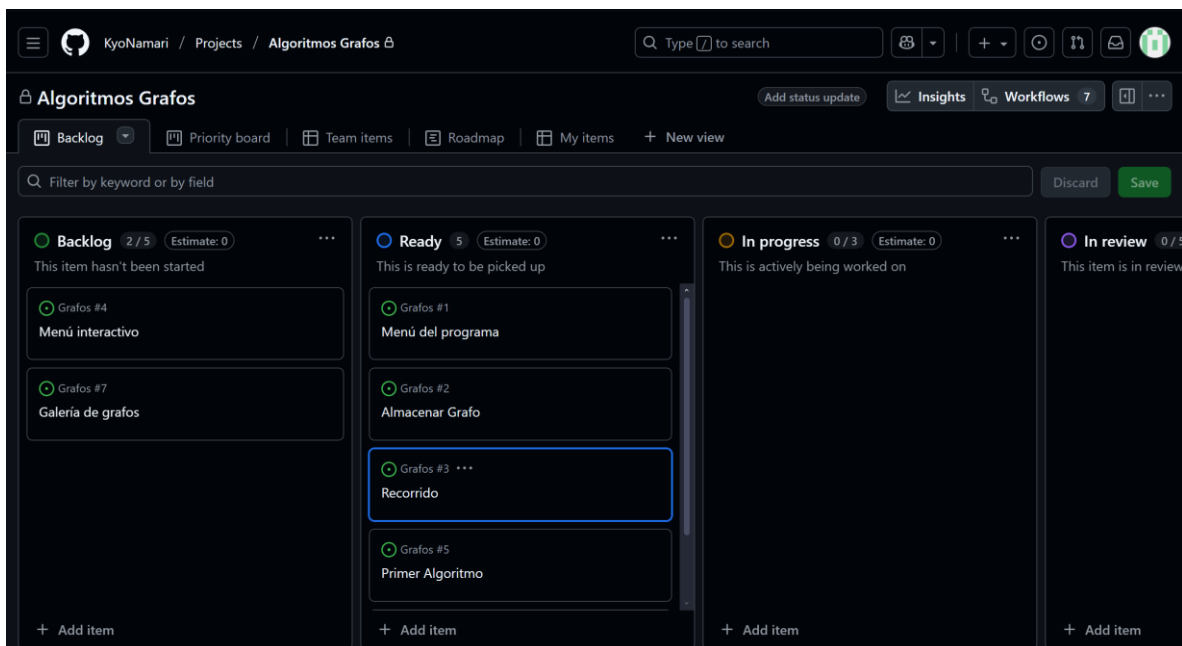 KyoNamari / Projects / Algoritmos Grafos
Type / to search
Algoritmos Grafos
Add status update
Insights
Workflows 7
Backlog
Priority board
Team items
Roadmap
My items
+ New view
Filter by keyword or by field
Discard
Save
Backlog 2 / 5 Estimate: 0
This item hasn't been started
Grafos #4
Menú interactivo
Grafos #7
Galería de grafos
+ Add item
Ready 5 Estimate: 0
This is ready to be picked up
Grafos #1
Menú del programa
Grafos #2
Almacenar Grafo
Grafos #3
Recorrido
Grafos #5
Primer Algoritmo
+ Add item
In progress 0 / 3 Estimate: 0
This is actively being worked on
+ Add item
In review 0 / 5
This item is in review
+ Add item